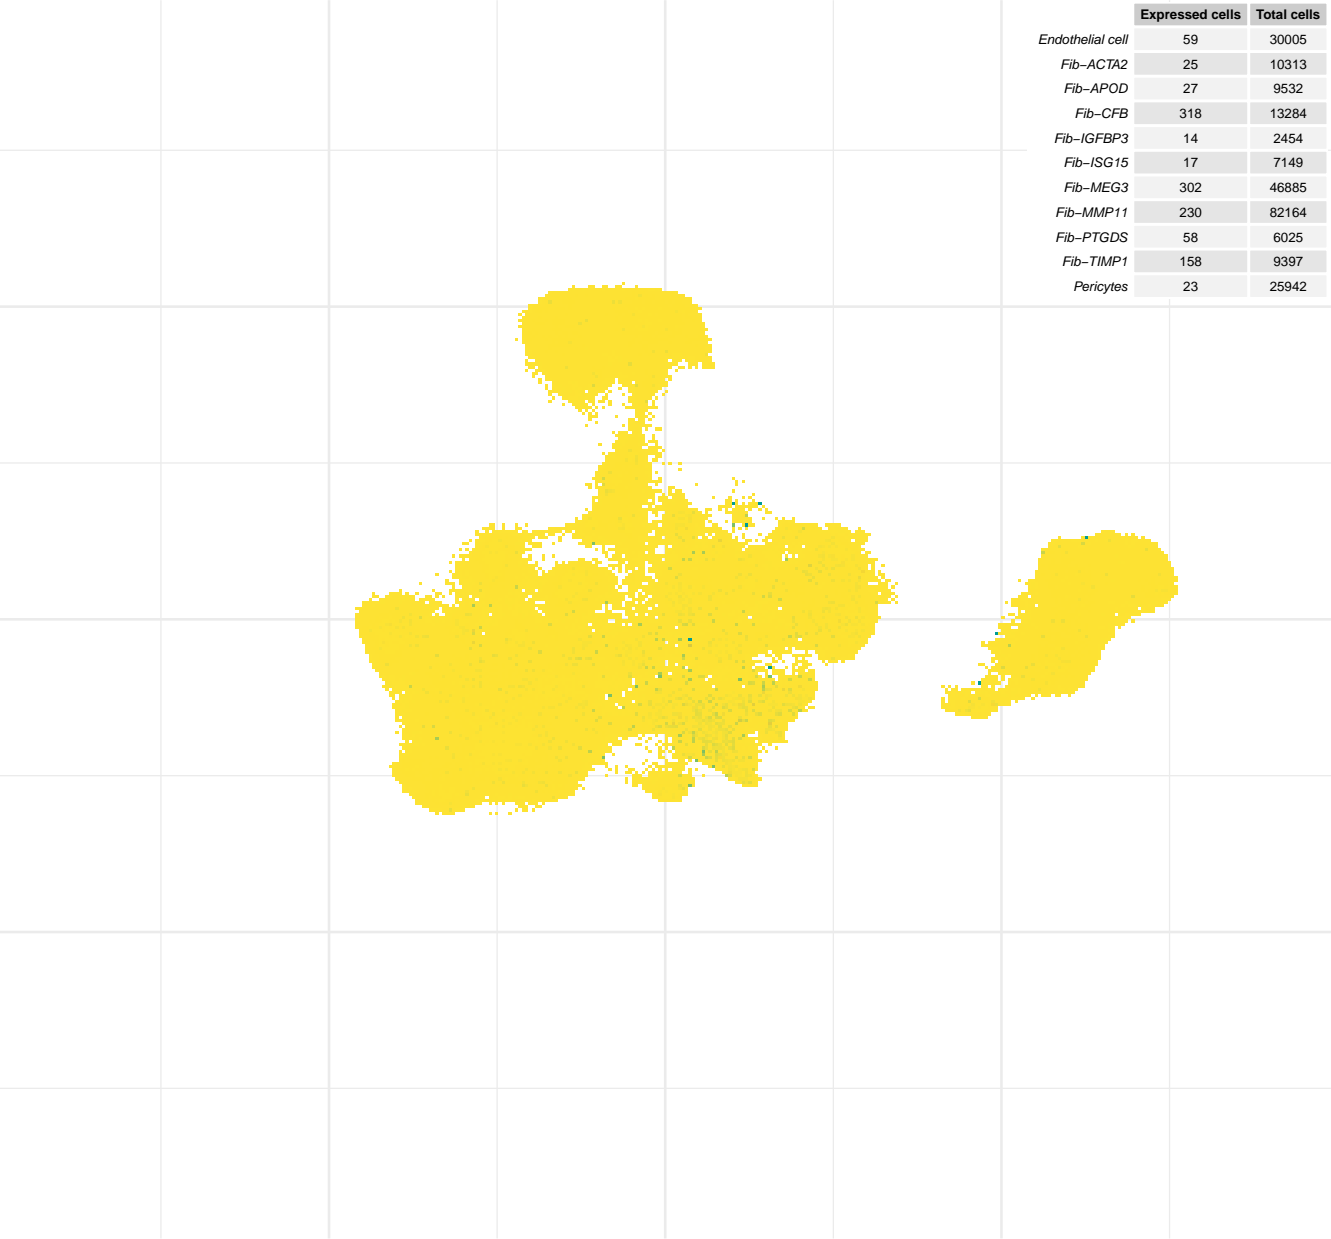 Expressed cells Total cells
Endothelial cell 59 30005
Fib−ACTA2 25 10313
Fib−APOD 27 9532
Fib−CFB 318 13284
Fib−IGFBP3 14 2454
Fib−ISG15 17 7149
Fib−MEG3 302 46885
Fib−MMP11 230 82164
Fib−PTGDS 58 6025
Fib−TIMP1 158 9397
Pericytes 23 25942